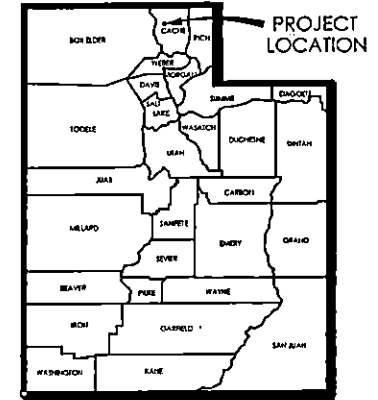 PROJECT
LOCATION
BOX ELDER
CACHE
RICH
WEBER
MORGAN
DAVIS
SALT
LAKE
SUMMIT
DAGGETT
TOOELE
WASATCH
DUCHESNE
UINTAH
UTAH
JUAB
CARBON
MILLARD
SANPETE
EMERY
GRAND
SEVIER
BEAVER
PIUTE
WAYNE
IRON
GARFIELD
SAN JUAN
WASHINGTON
KANE